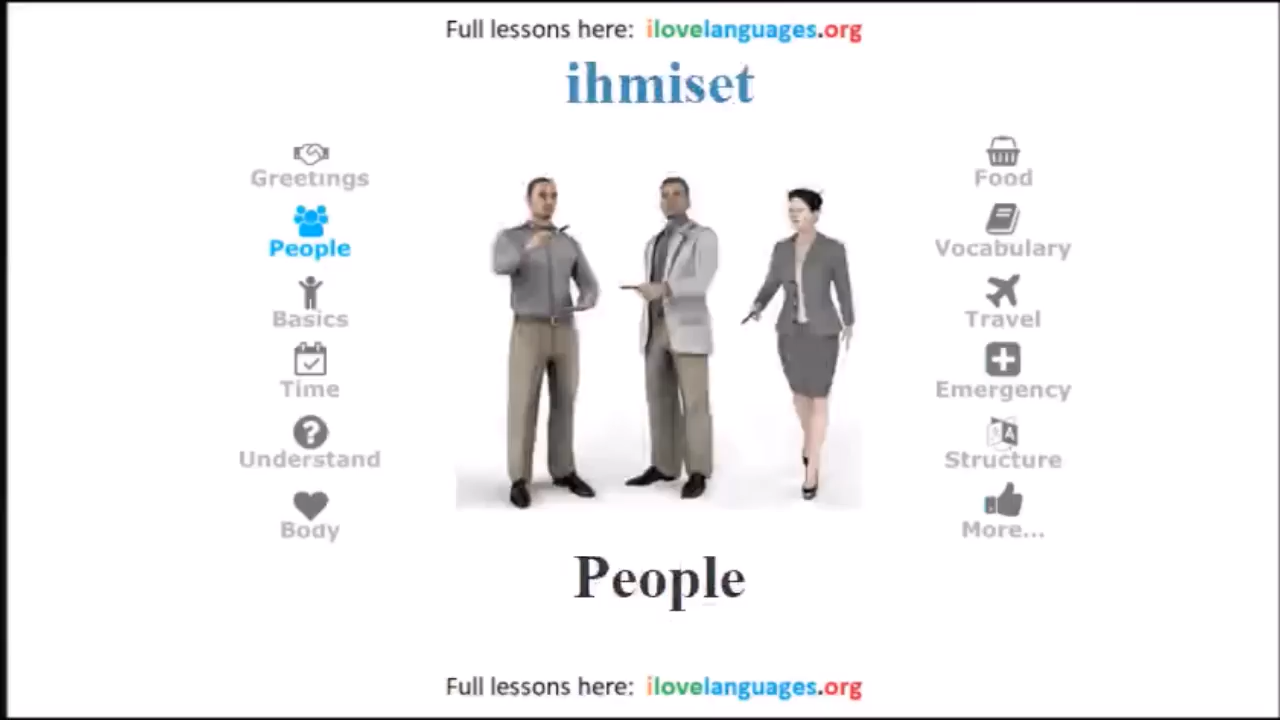 Full lessons here: ilovelanguages.org
ihmiset
Greetings
People
Basics
Time
Understand
Body
Food
Vocabulary
Travel
Emergency
Structure
More...
People
Full lessons here: ilovelanguages.org